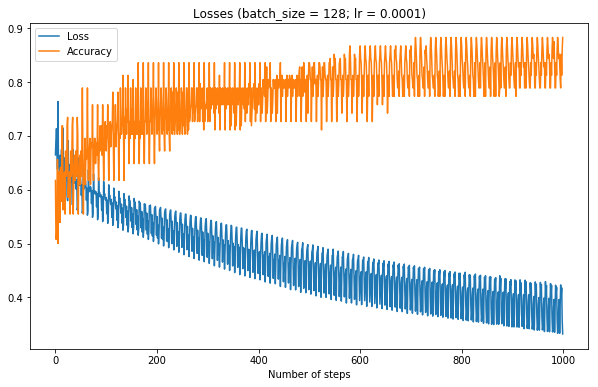 Losses (batch_size = 128; lr = 0.0001)
Loss
Accuracy
0.9
0.8
0.7
0.6
0.5
0.4
0 200 400 600 800 1000
Number of steps